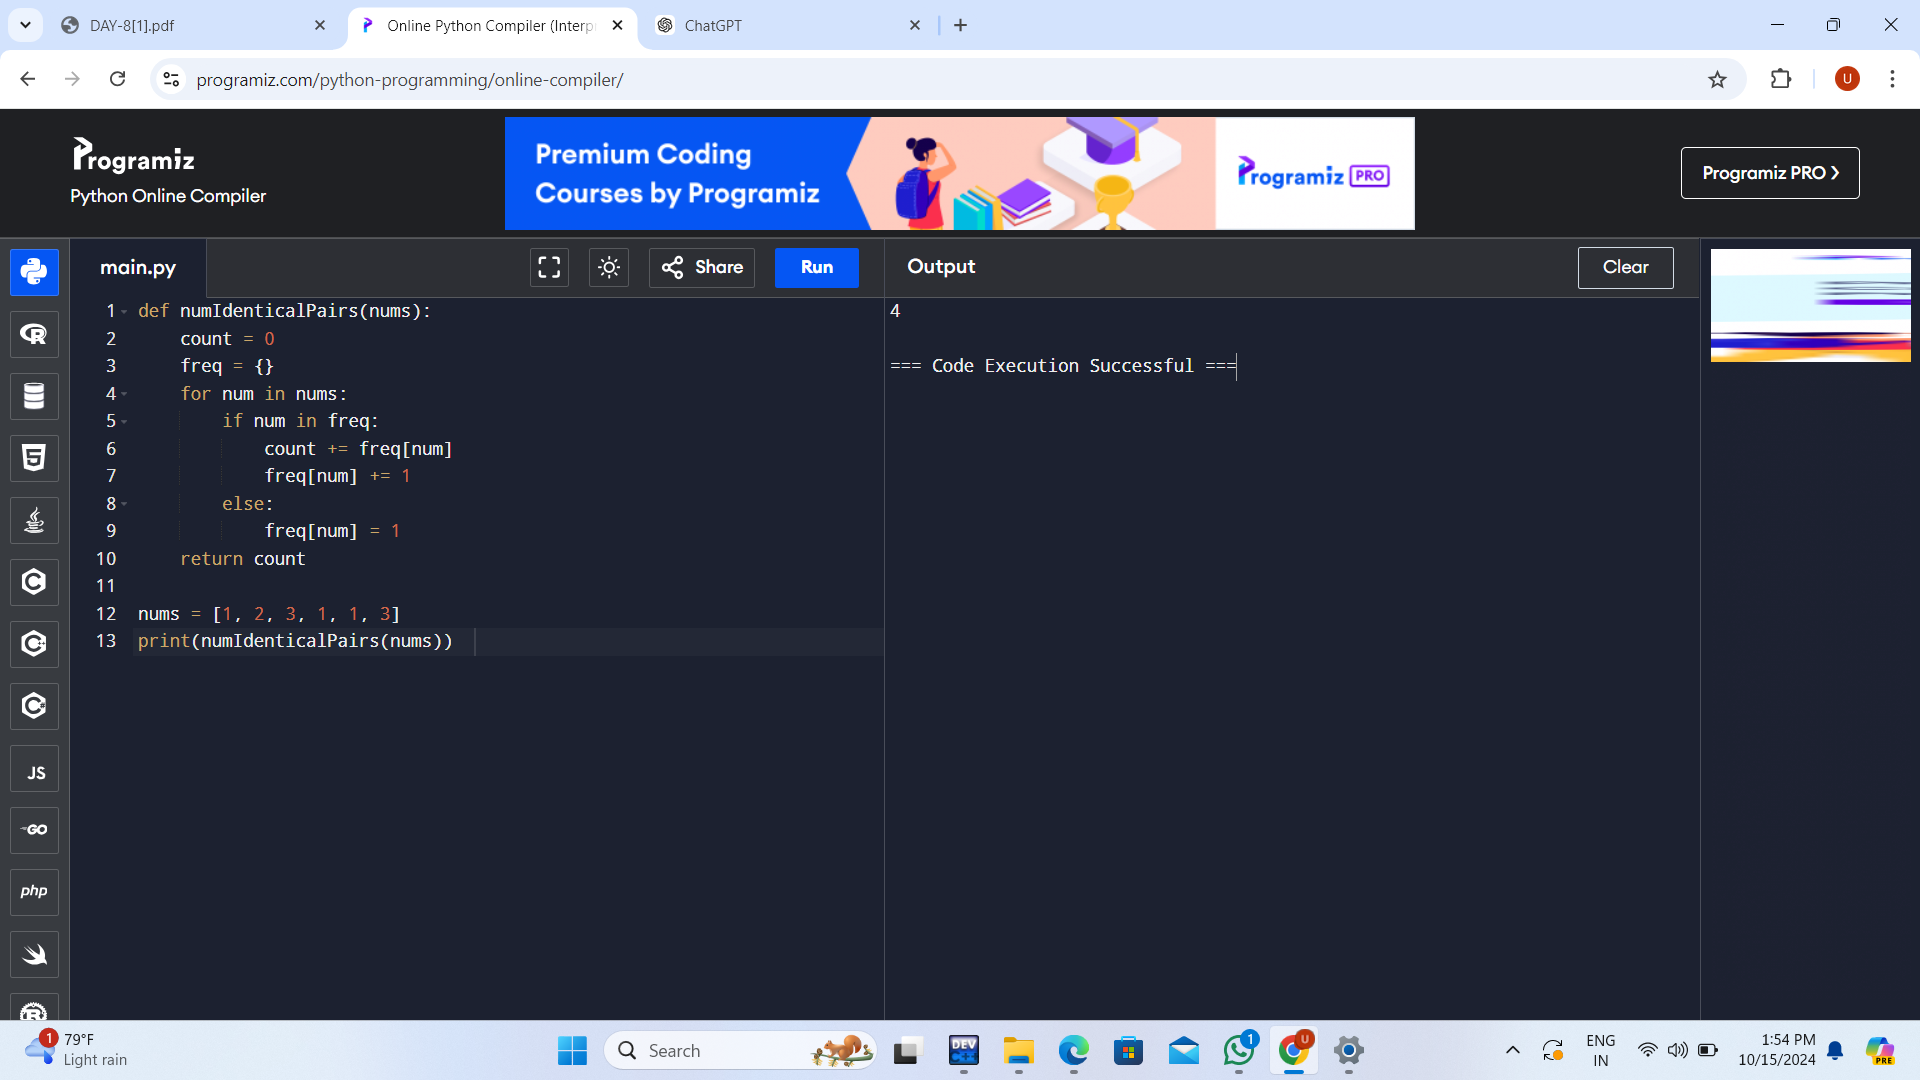 DAY-8[1].pdf
Online Python Compiler (Interp
ChatGPT
programiz.com/python-programming/online-compiler/
U
Programiz
Python Online Compiler
Premium Coding
Courses by Programiz
Programiz PRO
Programiz PRO ❯
main.py
Share
Run
Output
Clear
1 def numIdenticalPairs(nums):
2     count = 0
3     freq = {}
4     for num in nums:
5         if num in freq:
6             count += freq[num]
7             freq[num] += 1
8         else:
9             freq[num] = 1
10     return count
11
12 nums = [1, 2, 3, 1, 1, 3]
13 print(numIdenticalPairs(nums))
4
=== Code Execution Successful ===
R
5
C
C
C
JS
GO
php
R
1
79°F
Light rain
Search
DEV
C++
1
U
ENG
IN
1:54 PM
10/15/2024
PRE